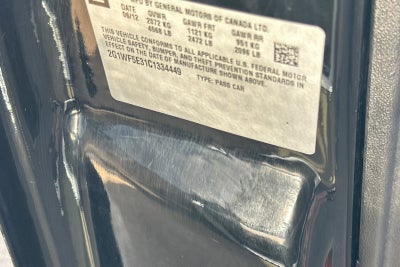 BY GENERAL MOTORS OF CANADA LTD.
06/12 GVWR GAWR FRT GAWR RR
2072 KG 1121 KG 951 KG
4568 LB 2472 LB 2096 LB
THIS VEHICLE CONFORMS TO ALL APPLICABLE U.S. FEDERAL MOTOR
VEHICLE SAFETY, BUMPER, AND THEFT PREVENTION STANDARDS IN
EFFECT ON THE DATE OF MANUFACTURE SHOWN ABOVE.
2G1WF5E31C1334449 TYPE: PASS CAR